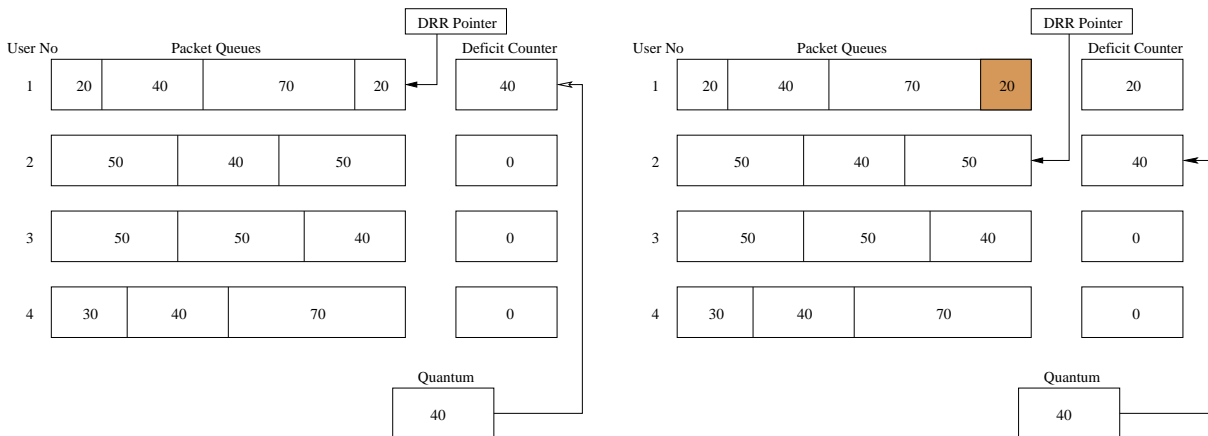 DRR Pointer
User No Packet Queues Deficit Counter
1 20 40 70 20 40
2 50 40 50 0
3 50 50 40 0
4 30 40 70 0
Quantum
40
DRR Pointer
User No Packet Queues Deficit Counter
1 20 40 70 20 20
2 50 40 50 40
3 50 50 40 0
4 30 40 70 0
Quantum
40